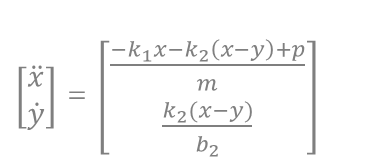 [ẍ ẏ] = [(-k₁x-k₂(x-y)+p)/m
(k₂(x-y))/b₂]